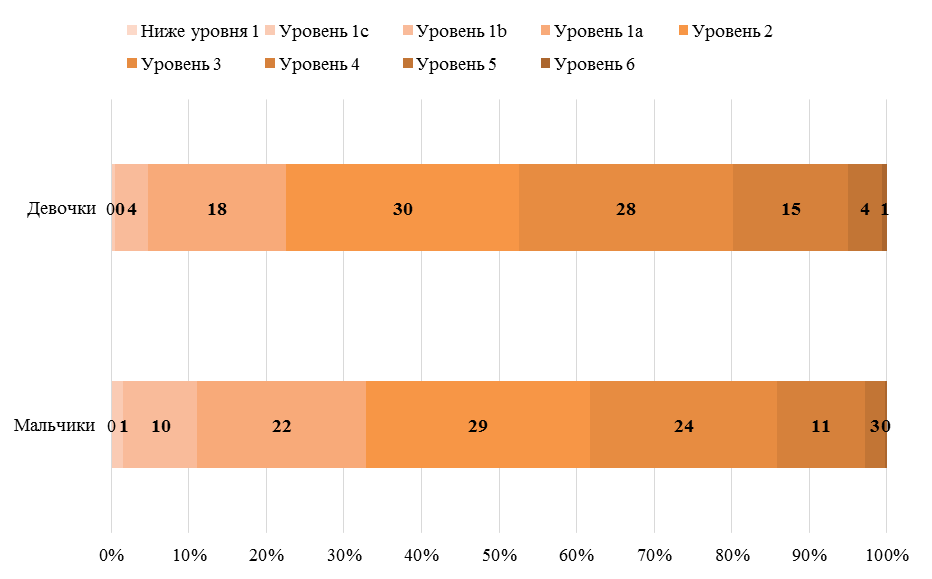 Ниже уровня 1 Уровень 1c Уровень 1b Уровень 1a Уровень 2
Уровень 3 Уровень 4 Уровень 5 Уровень 6
Девочки 0 0 4 18 30 28 15 4 1
Мальчики 0 1 10 22 29 24 11 3 0
0% 10% 20% 30% 40% 50% 60% 70% 80% 90% 100%